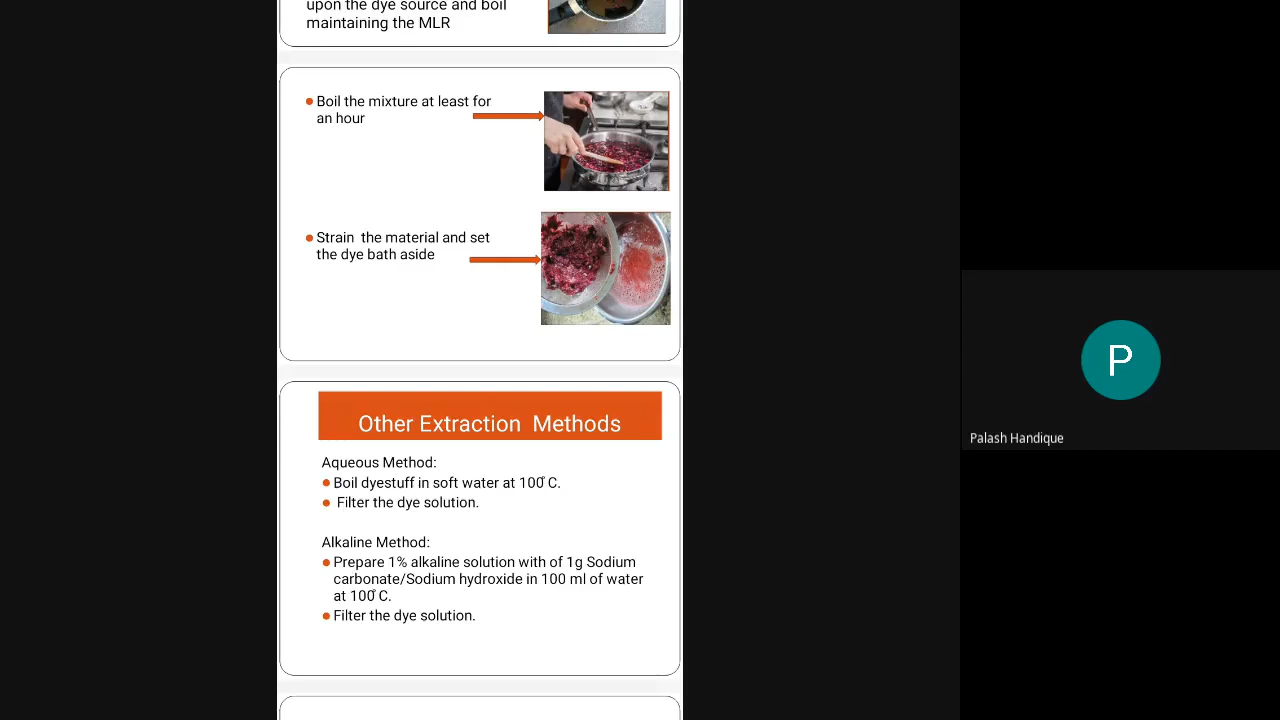 upon the dye source and boil
maintaining the MLR
Boil the mixture at least for
an hour
Strain the material and set
the dye bath aside
Other Extraction Methods
Aqueous Method:
Boil dyestuff in soft water at 100̊ C.
Filter the dye solution.
Alkaline Method:
Prepare 1% alkaline solution with of 1g Sodium
carbonate/Sodium hydroxide in 100 ml of water
at 100̊ C.
Filter the dye solution.
P
Palash Handique